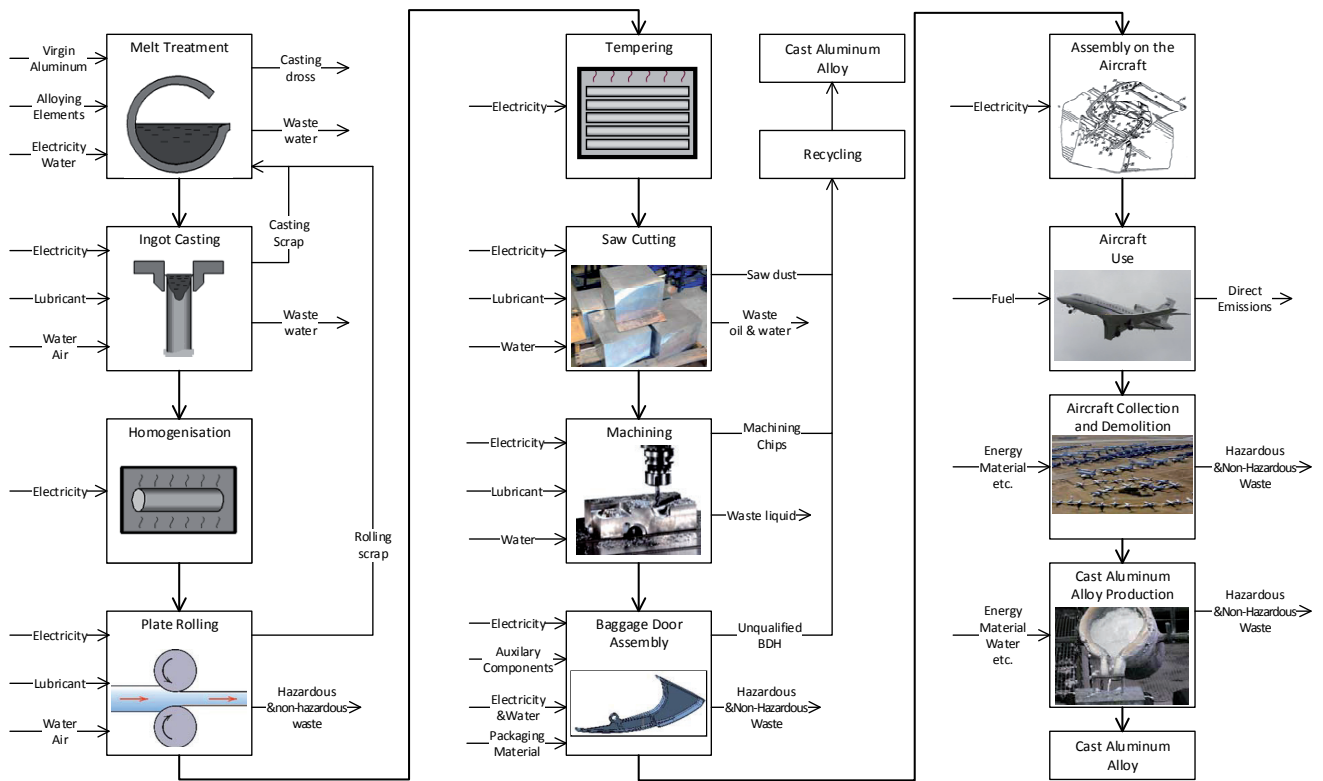 Melt Treatment
Virgin
Aluminum
Alloying
Elements
Electricity
Water
Casting
dross
Waste
water
Ingot Casting
Electricity
Lubricant
Water
Air
Casting
Scrap
Waste
water
Homogenisation
Electricity
Rolling
scrap
Plate Rolling
Electricity
Lubricant
Water
Air
Hazardous
&non-hazardous
waste
Tempering
Electricity
Cast Aluminum
Alloy
Recycling
Saw Cutting
Electricity
Lubricant
Water
Saw dust
Waste
oil & water
Machining
Electricity
Lubricant
Water
Machining
Chips
Waste liquid
Baggage Door
Assembly
Electricity
Auxilary
Components
Electricity
&Water
Packaging
Material
Unqualified
BDH
Hazardous
&Non-Hazardous
Waste
Assembly on the
Aircraft
Electricity
Aircraft
Use
Fuel
Direct
Emissions
Aircraft Collection
and Demolition
Energy
Material
etc.
Hazardous
&Non-Hazardous
Waste
Cast Aluminum
Alloy Production
Energy
Material
Water
etc.
Hazardous
&Non-Hazardous
Waste
Cast Aluminum
Alloy